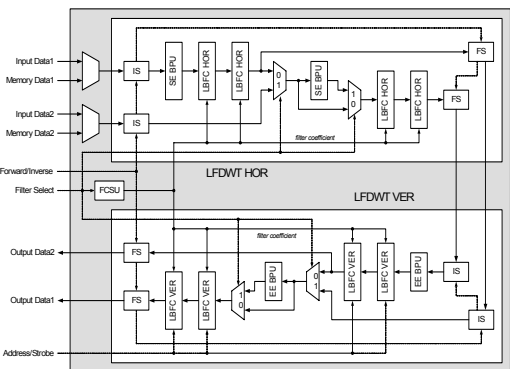 Input Data1
Memory Data1
Input Data2
Memory Data2
Forward/Inverse
Filter Select
Output Data2
Output Data1
Address/Strobe
IS
SE BPU
LBFC HOR
LBFC HOR
0
1
SE BPU
1
0
LBFC HOR
LBFC HOR
FS
FS
IS
filter coefficient
LFDWT HOR
FCSU
LFDWT VER
filter coefficient
FS
FS
LBFC VER
LBFC VER
1
0
EE BPU
0
1
LBFC VER
LBFC VER
EE BPU
IS
IS